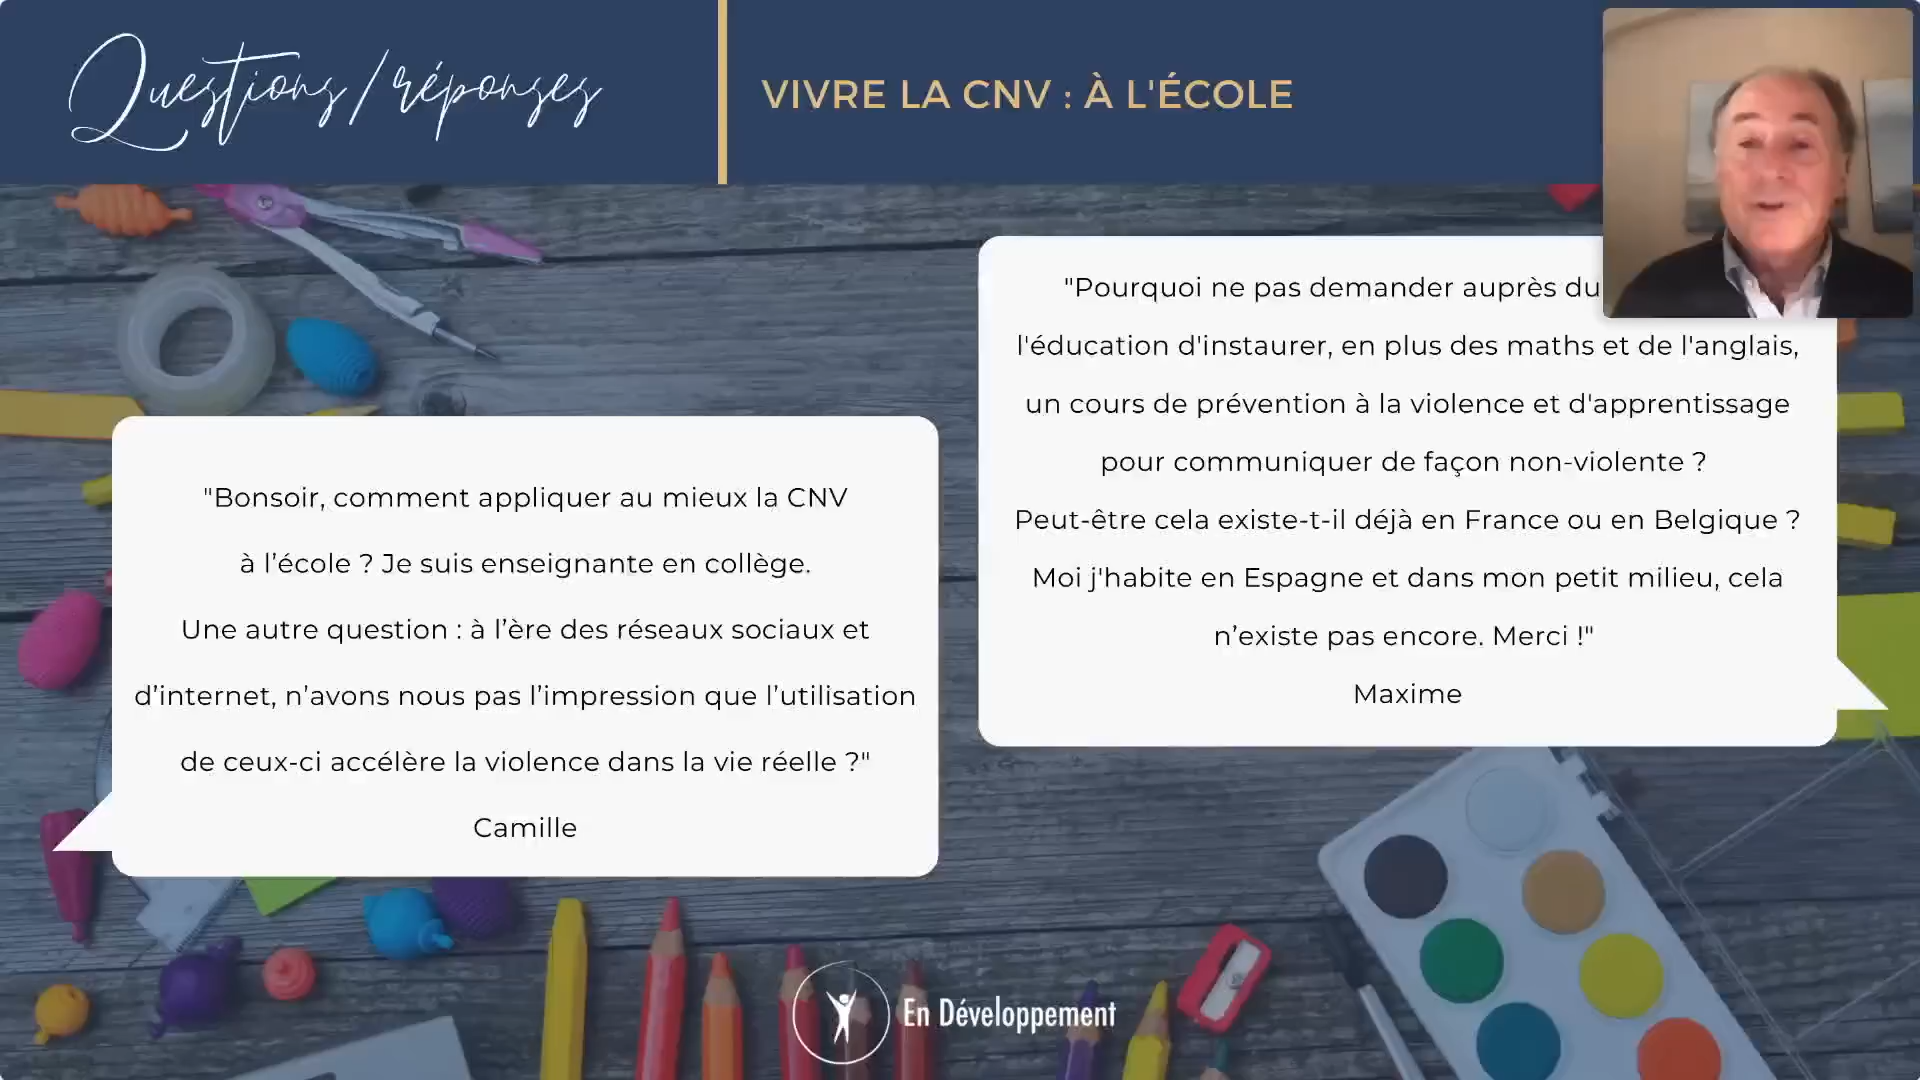 Questions/réponses
VIVRE LA CNV : À L'ÉCOLE
"Bonsoir, comment appliquer au mieux la CNV
à l’école ? Je suis enseignante en collège.
Une autre question : à l’ère des réseaux sociaux et
d’internet, n’avons nous pas l’impression que l’utilisation
de ceux-ci accélère la violence dans la vie réelle ?"
Camille
"Pourquoi ne pas demander auprès du
l'éducation d'instaurer, en plus des maths et de l'anglais,
un cours de prévention à la violence et d'apprentissage
pour communiquer de façon non-violente ?
Peut-être cela existe-t-il déjà en France ou en Belgique ?
Moi j'habite en Espagne et dans mon petit milieu, cela
n’existe pas encore. Merci !"
Maxime
En Développement